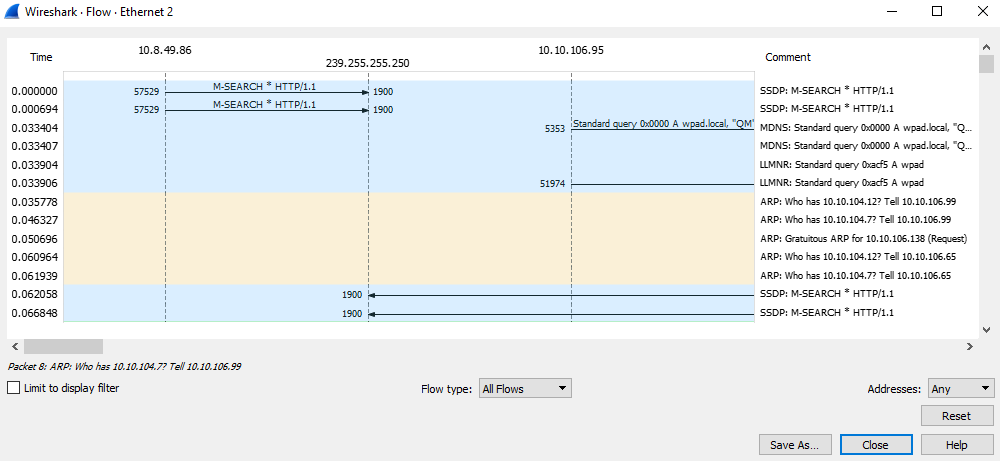 Wireshark · Flow · Ethernet 2
Time 10.8.49.86 239.255.255.250 10.10.106.95 Comment
0.000000 57529 M-SEARCH * HTTP/1.1 1900 SSDP: M-SEARCH * HTTP/1.1
0.000694 57529 M-SEARCH * HTTP/1.1 1900 SSDP: M-SEARCH * HTTP/1.1
0.033404 5353 Standard query 0x0000 A wpad.local, "QM" MDNS: Standard query 0x0000 A wpad.local, "Q...
0.033407 MDNS: Standard query 0x0000 A wpad.local, "Q...
0.033904 LLMNR: Standard query 0xacf5 A wpad
0.033906 51974 LLMNR: Standard query 0xacf5 A wpad
0.035778 ARP: Who has 10.10.104.12? Tell 10.10.106.99
0.046327 ARP: Who has 10.10.104.7? Tell 10.10.106.99
0.050696 ARP: Gratuitous ARP for 10.10.106.138 (Request)
0.060964 ARP: Who has 10.10.104.12? Tell 10.10.106.65
0.061939 ARP: Who has 10.10.104.7? Tell 10.10.106.65
0.062058 1900 SSDP: M-SEARCH * HTTP/1.1
0.066848 1900 SSDP: M-SEARCH * HTTP/1.1
Packet 8: ARP: Who has 10.10.104.7? Tell 10.10.106.99
Limit to display filter Flow type: All Flows Addresses: Any
Reset
Save As... Close Help